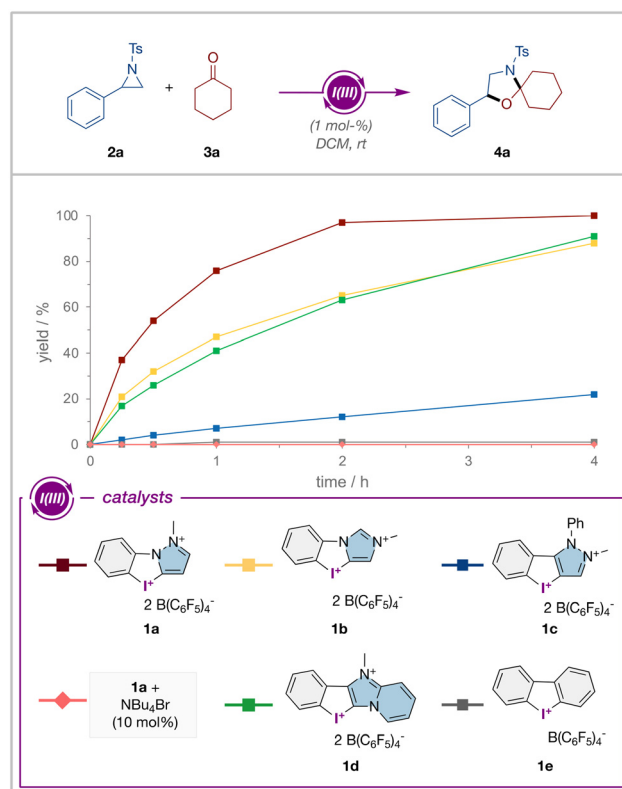 Ts
N
O
+
I(III)
(1 mol-%)
DCM, rt
Ts
N
O
2a
3a
4a
yield / %
100
80
60
40
20
0
0
1
2
3
4
time / h
I(III)
catalysts
N+
N
I+
2 B(C6F5)4-
1a
N
N+
I+
2 B(C6F5)4-
1b
Ph
N
N+
I+
2 B(C6F5)4-
1c
1a +
NBu4Br
(10 mol%)
N+
N
I+
2 B(C6F5)4-
1d
I+
B(C6F5)4-
1e